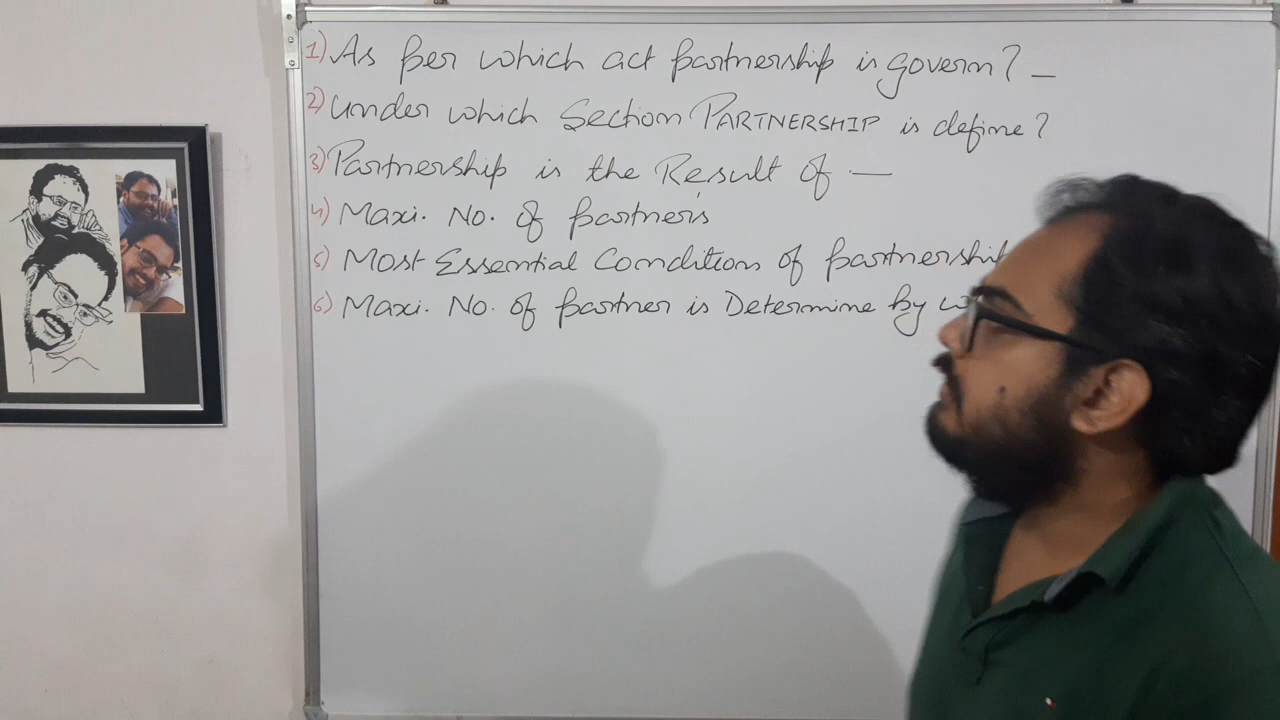 1) As per which act partnership is govern? _
2) Under which Section PARTNERSHIP is define?
3) Partnership is the Result of —
4) Maxi. No. of partners
5) Most Essential Condition of partnership
6) Maxi. No. of partner is Determine by